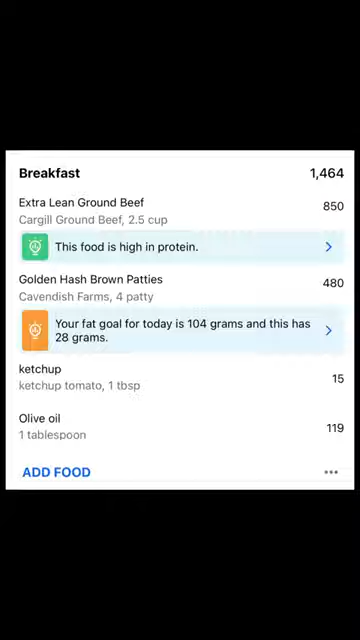 Breakfast 1,464
Extra Lean Ground Beef 850
Cargill Ground Beef, 2.5 cup
This food is high in protein.
Golden Hash Brown Patties 480
Cavendish Farms, 4 patty
Your fat goal for today is 104 grams and this has
28 grams.
ketchup 15
ketchup tomato, 1 tbsp
Olive oil 119
1 tablespoon
ADD FOOD